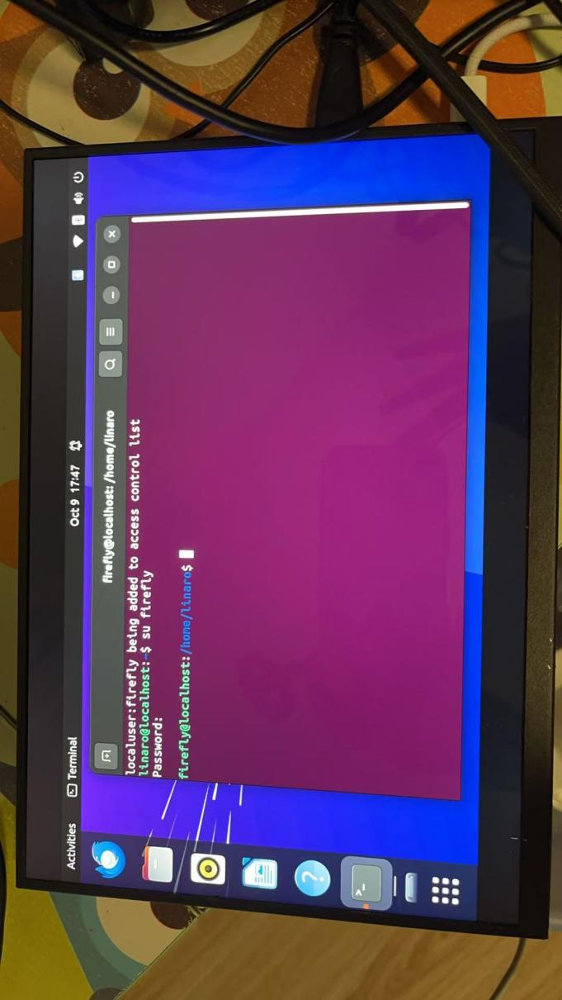 Activities
Terminal
Oct 9 17:47
firefly@localhost: /home/linaro
localuser:firefly being added to access control list
linaro@localhost:~$ su firefly
Password:
firefly@localhost:/home/linaro$